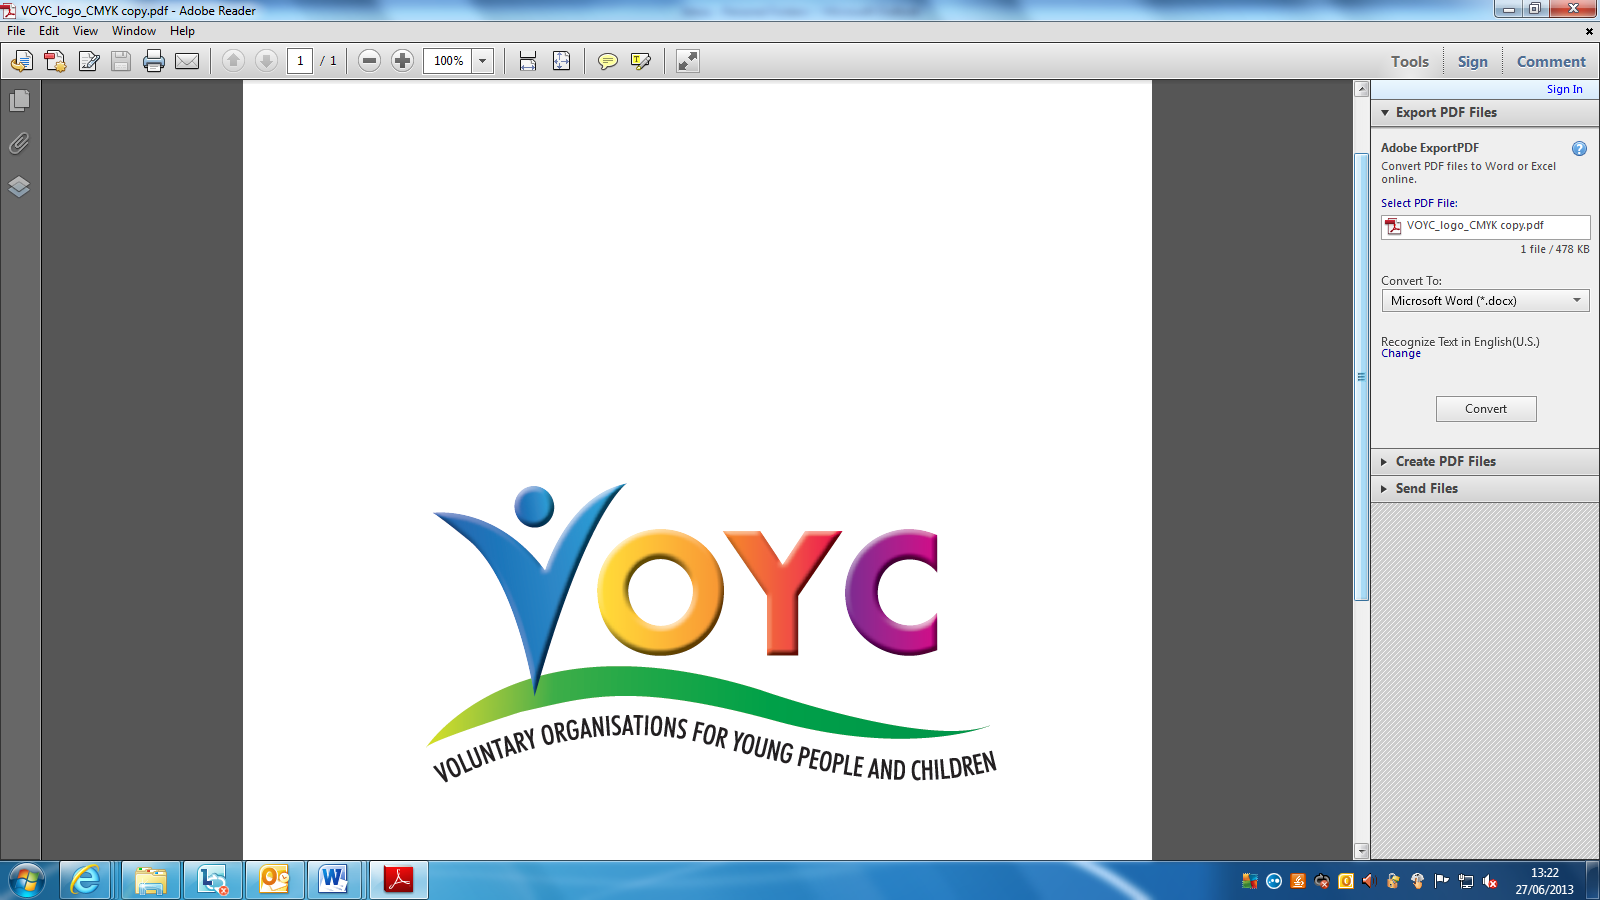 VOYC_logo_CMYK copy.pdf - Adobe Reader
File Edit View Window Help
1 / 1 100% Tools Sign Comment
Sign In
Export PDF Files
Adobe ExportPDF
Convert PDF files to Word or Excel
online.
Select PDF File:
VOYC_logo_CMYK copy.pdf
1 file / 478 KB
Convert To:
Microsoft Word (*.docx)
Recognize Text in English(U.S.)
Change
Convert
Create PDF Files
Send Files
VOYC
VOLUNTARY ORGANISATIONS FOR YOUNG PEOPLE AND CHILDREN
13:22
27/06/2013